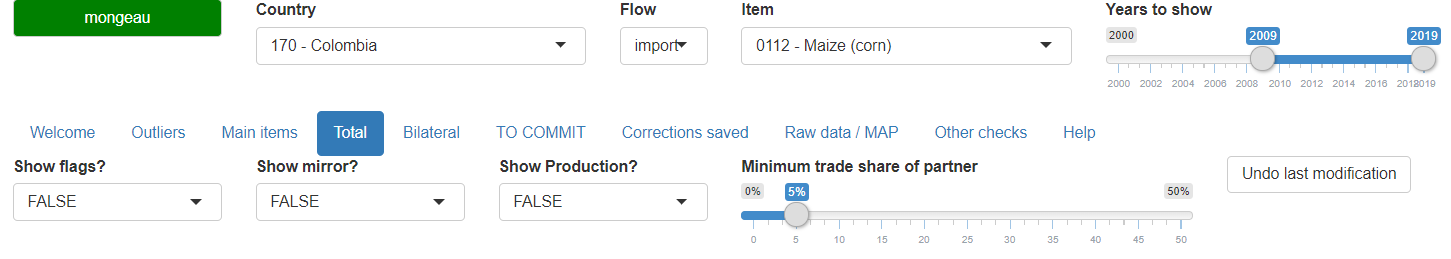 mongeau
Country
170 - Colombia
Flow
import
Item
0112 - Maize (corn)
Years to show
2000 2009 2019
2000 2002 2004 2006 2008 2010 2012 2014 2016 2018 2019
Welcome Outliers Main items Total Bilateral TO COMMIT Corrections saved Raw data / MAP Other checks Help
Show flags?
FALSE
Show mirror?
FALSE
Show Production?
FALSE
Minimum trade share of partner
0% 5% 50%
0 5 10 15 20 25 30 35 40 45 50
Undo last modification